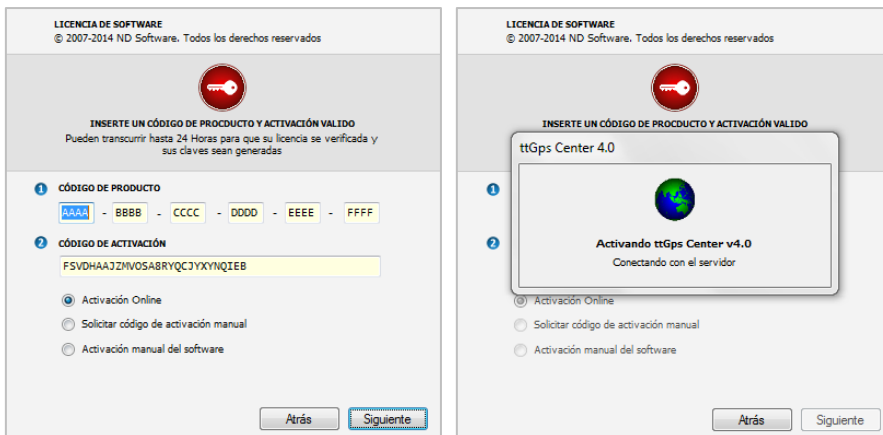 LICENCIA DE SOFTWARE
© 2007-2014 ND Software. Todos los derechos reservados
INSERTE UN CÓDIGO DE PROCDUCTO Y ACTIVACIÓN VALIDO
Pueden transcurrir hasta 24 Horas para que su licencia se verificada y
sus claves sean generadas
1 CÓDIGO DE PRODUCTO
AAAA - BBBB - CCCC - DDDD - EEEE - FFFF
2 CÓDIGO DE ACTIVACIÓN
FSVDHAAJZMVOSA8RYQCJYXYNQIEB
Activación Online
Solicitar código de activación manual
Activación manual del software
Atrás Siguiente
LICENCIA DE SOFTWARE
© 2007-2014 ND Software. Todos los derechos reservados
INSERTE UN CÓDIGO DE PROCDUCTO Y ACTIVACIÓN VALIDO
ttGps Center 4.0
1
Activando ttGps Center v4.0
2
Conectando con el servidor
Activación Online
Solicitar código de activación manual
Activación manual del software
Atrás Siguiente